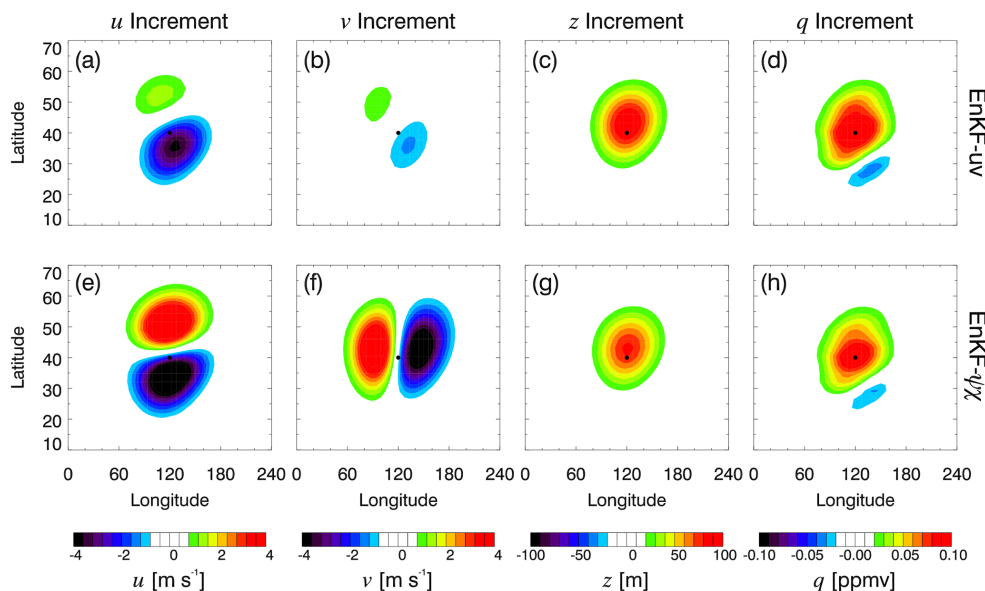 u Increment v Increment z Increment q Increment
70 (a) (b) (c) (d)
60
50
40
30
20
10
Latitude
EnKF-uv
70 (e) (f) (g) (h)
60
50
40
30
20
10
Latitude
EnKF-ψχ
0 60 120 180 240 60 120 180 240 60 120 180 240 60 120 180 240
Longitude Longitude Longitude Longitude
-4 -2 0 2 4 -4 -2 0 2 4 -100 -50 0 50 100 -0.10 -0.05 -0.00 0.05 0.10
u [m s⁻¹] v [m s⁻¹] z [m] q [ppmv]